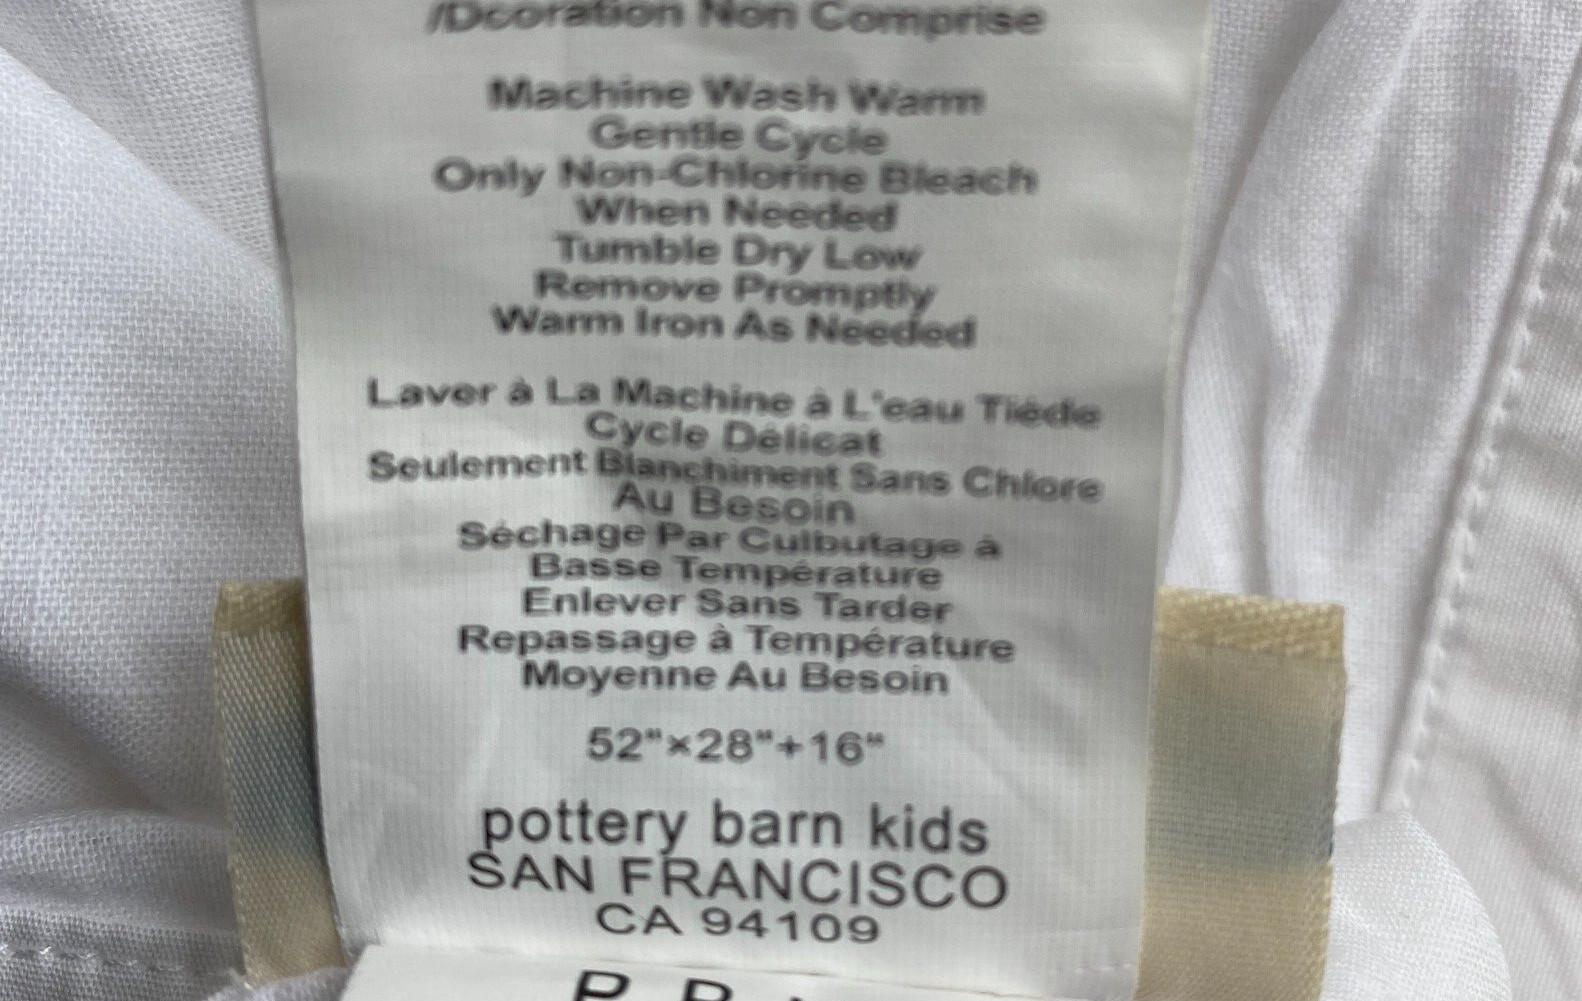 /Dcoration Non Comprise
Machine Wash Warm
Gentle Cycle
Only Non-Chlorine Bleach
When Needed
Tumble Dry Low
Remove Promptly
Warm Iron As Needed
Laver à La Machine à L'eau Tiède
Cycle Délicat
Seulement Blanchiment Sans Chlore
Au Besoin
Séchage Par Culbutage à
Basse Température
Enlever Sans Tarder
Repassage à Température
Moyenne Au Besoin
52"×28"+16"
pottery barn kids
SAN FRANCISCO
CA 94109